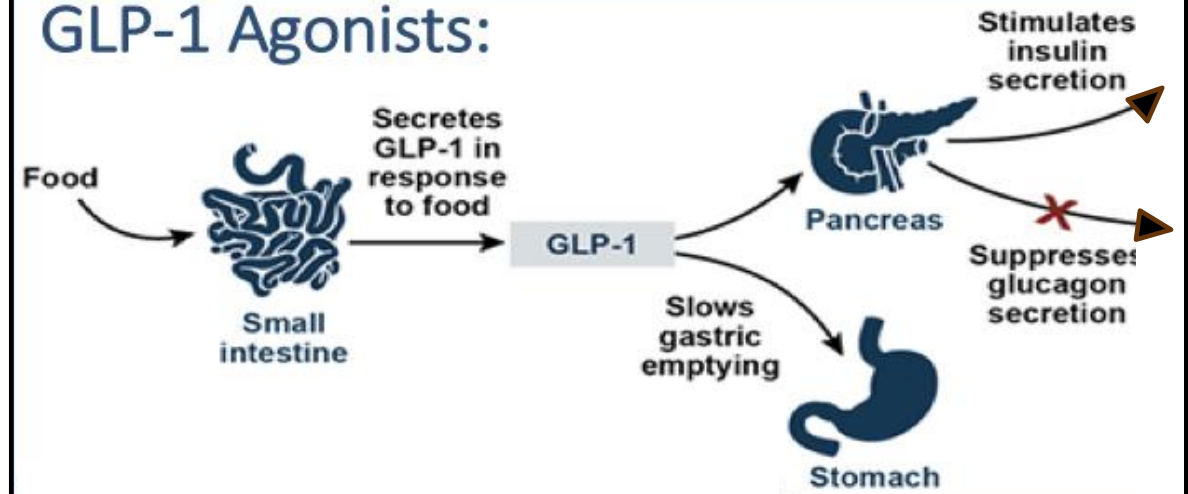 GLP-1 Agonists:
Stimulates
insulin
secretion
Secretes
GLP-1 in
response
to food
Food
Pancreas
GLP-1
Suppresses
glucagon
secretion
Slows
gastric
emptying
Small
intestine
Stomach